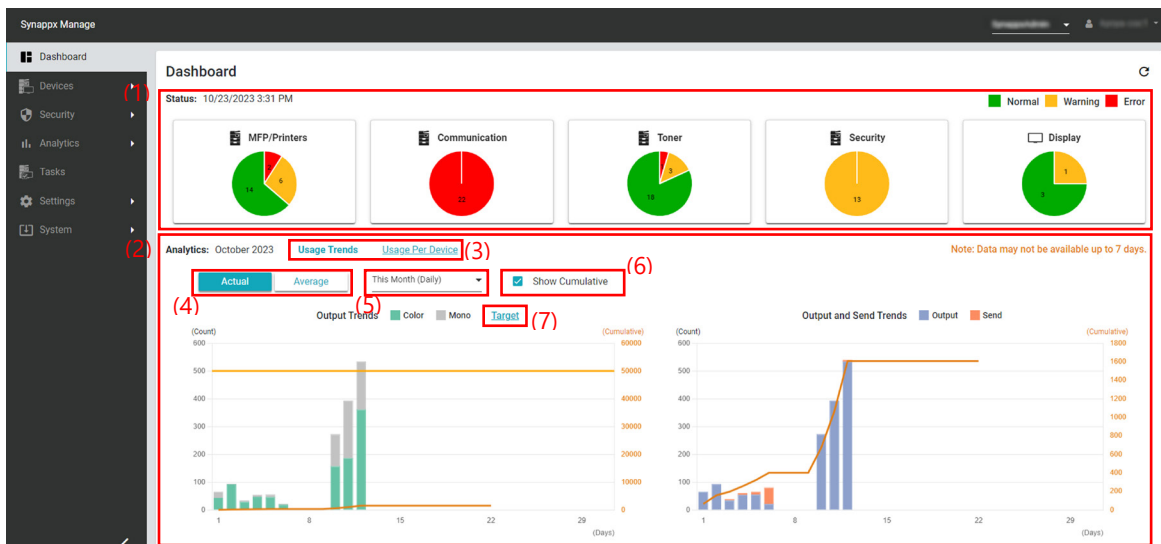 Synappx Manage
Dashboard
Devices
Security
Analytics
Tasks
Settings
System
Dashboard
(1)
Status: 10/23/2023 3:31 PM
Normal Warning Error
MFP/Printers
14
6
Communication
22
Toner
18
3
Security
13
Display
3
1
(2)
Analytics: October 2023 Usage Trends Usage Per Device (3)
Note: Data may not be available up to 7 days.
(4)
Actual Average
(5)
This Month (Daily)
Show Cumulative
(6)
Output Trends Color Mono Target (7)
(Count) (Cumulative)
600 60000
500 50000
400 40000
300 30000
200 20000
100 10000
0 0
1 8 15 22 29
(Days)
Output and Send Trends Output Send
(Count) (Cumulative)
600 1800
500 1600
400 1400
300 1200
200 1000
100 800
0 600
400
200
0
1 8 15 22 29
(Days)